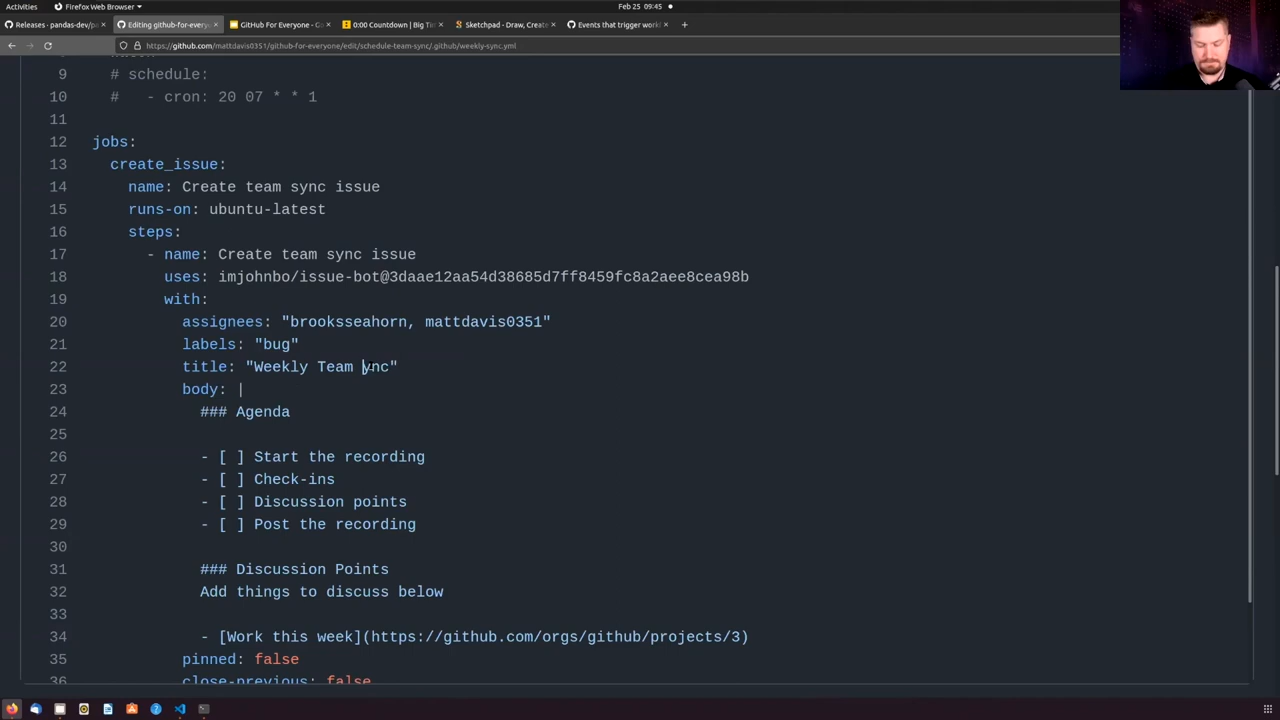 Activities
Firefox Web Browser
Feb 25 09:45
Releases · pandas-dev/p
Editing github-for-every
GitHub For Everyone - G
0:00 Countdown | Big Ti
Sketchpad - Draw, Create
Events that trigger work
https://github.com/mattdavis0351/github-for-everyone/edit/schedule-team-sync/.github/weekly-sync.yml
9 # schedule:
10 #   - cron: 20 07 * * 1
11
12 jobs:
13 create_issue:
14 name: Create team sync issue
15 runs-on: ubuntu-latest
16 steps:
17 - name: Create team sync issue
18 uses: imjohnbo/issue-bot@3daae12aa54d38685d7ff8459fc8a2aee8cea98b
19 with:
20 assignees: "brooksseahorn, mattdavis0351"
21 labels: "bug"
22 title: "Weekly Team ync"
23 body: |
24 ### Agenda
25
26 - [ ] Start the recording
27 - [ ] Check-ins
28 - [ ] Discussion points
29 - [ ] Post the recording
30
31 ### Discussion Points
32 Add things to discuss below
33
34 - [Work this week](https://github.com/orgs/github/projects/3)
35 pinned: false
36 close-previous: false